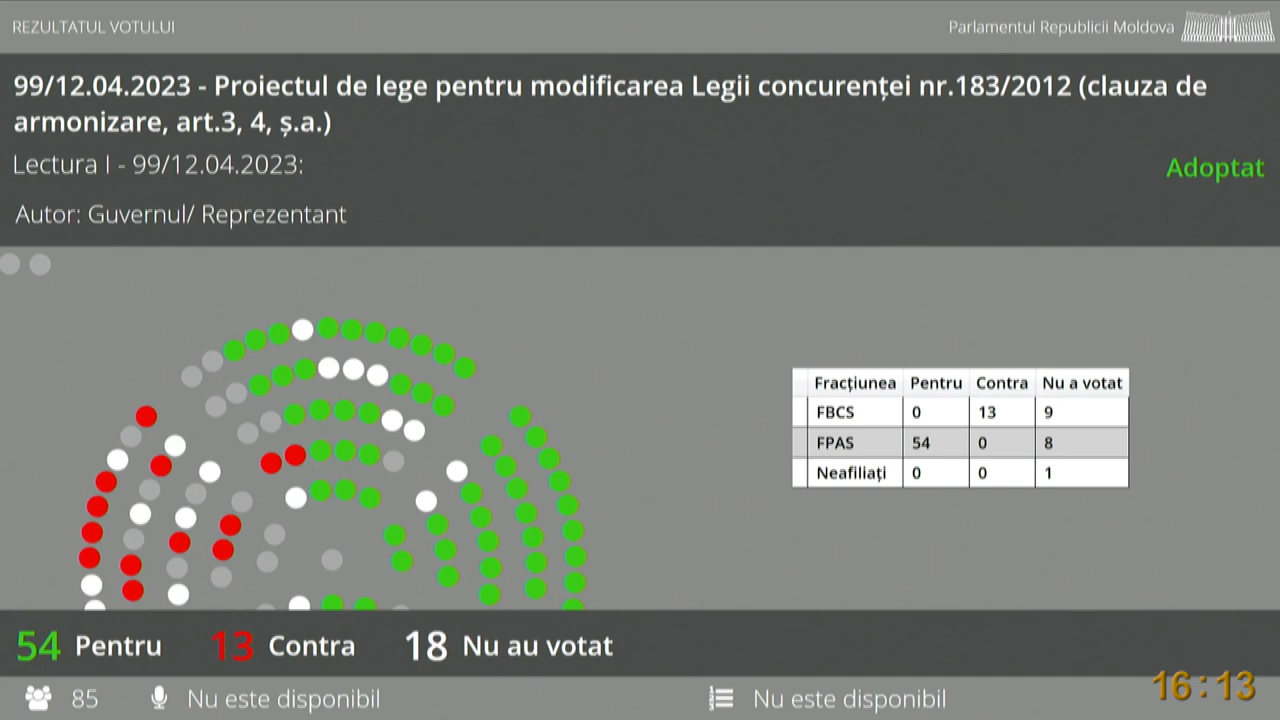 REZULTATUL VOTULUI
Parlamentul Republicii Moldova
99/12.04.2023 - Proiectul de lege pentru modificarea Legii concurenței nr.183/2012 (clauza de
armonizare, art.3, 4, ș.a.)
Lectura I - 99/12.04.2023:
Adoptat
Autor: Guvernul/ Reprezentant
Fracțiunea Pentru Contra Nu a votat
FBCS 0 13 9
FPAS 54 0 8
Neafiliați 0 0 1
54 Pentru 13 Contra 18 Nu au votat
85 Nu este disponibil Nu este disponibil
16:13